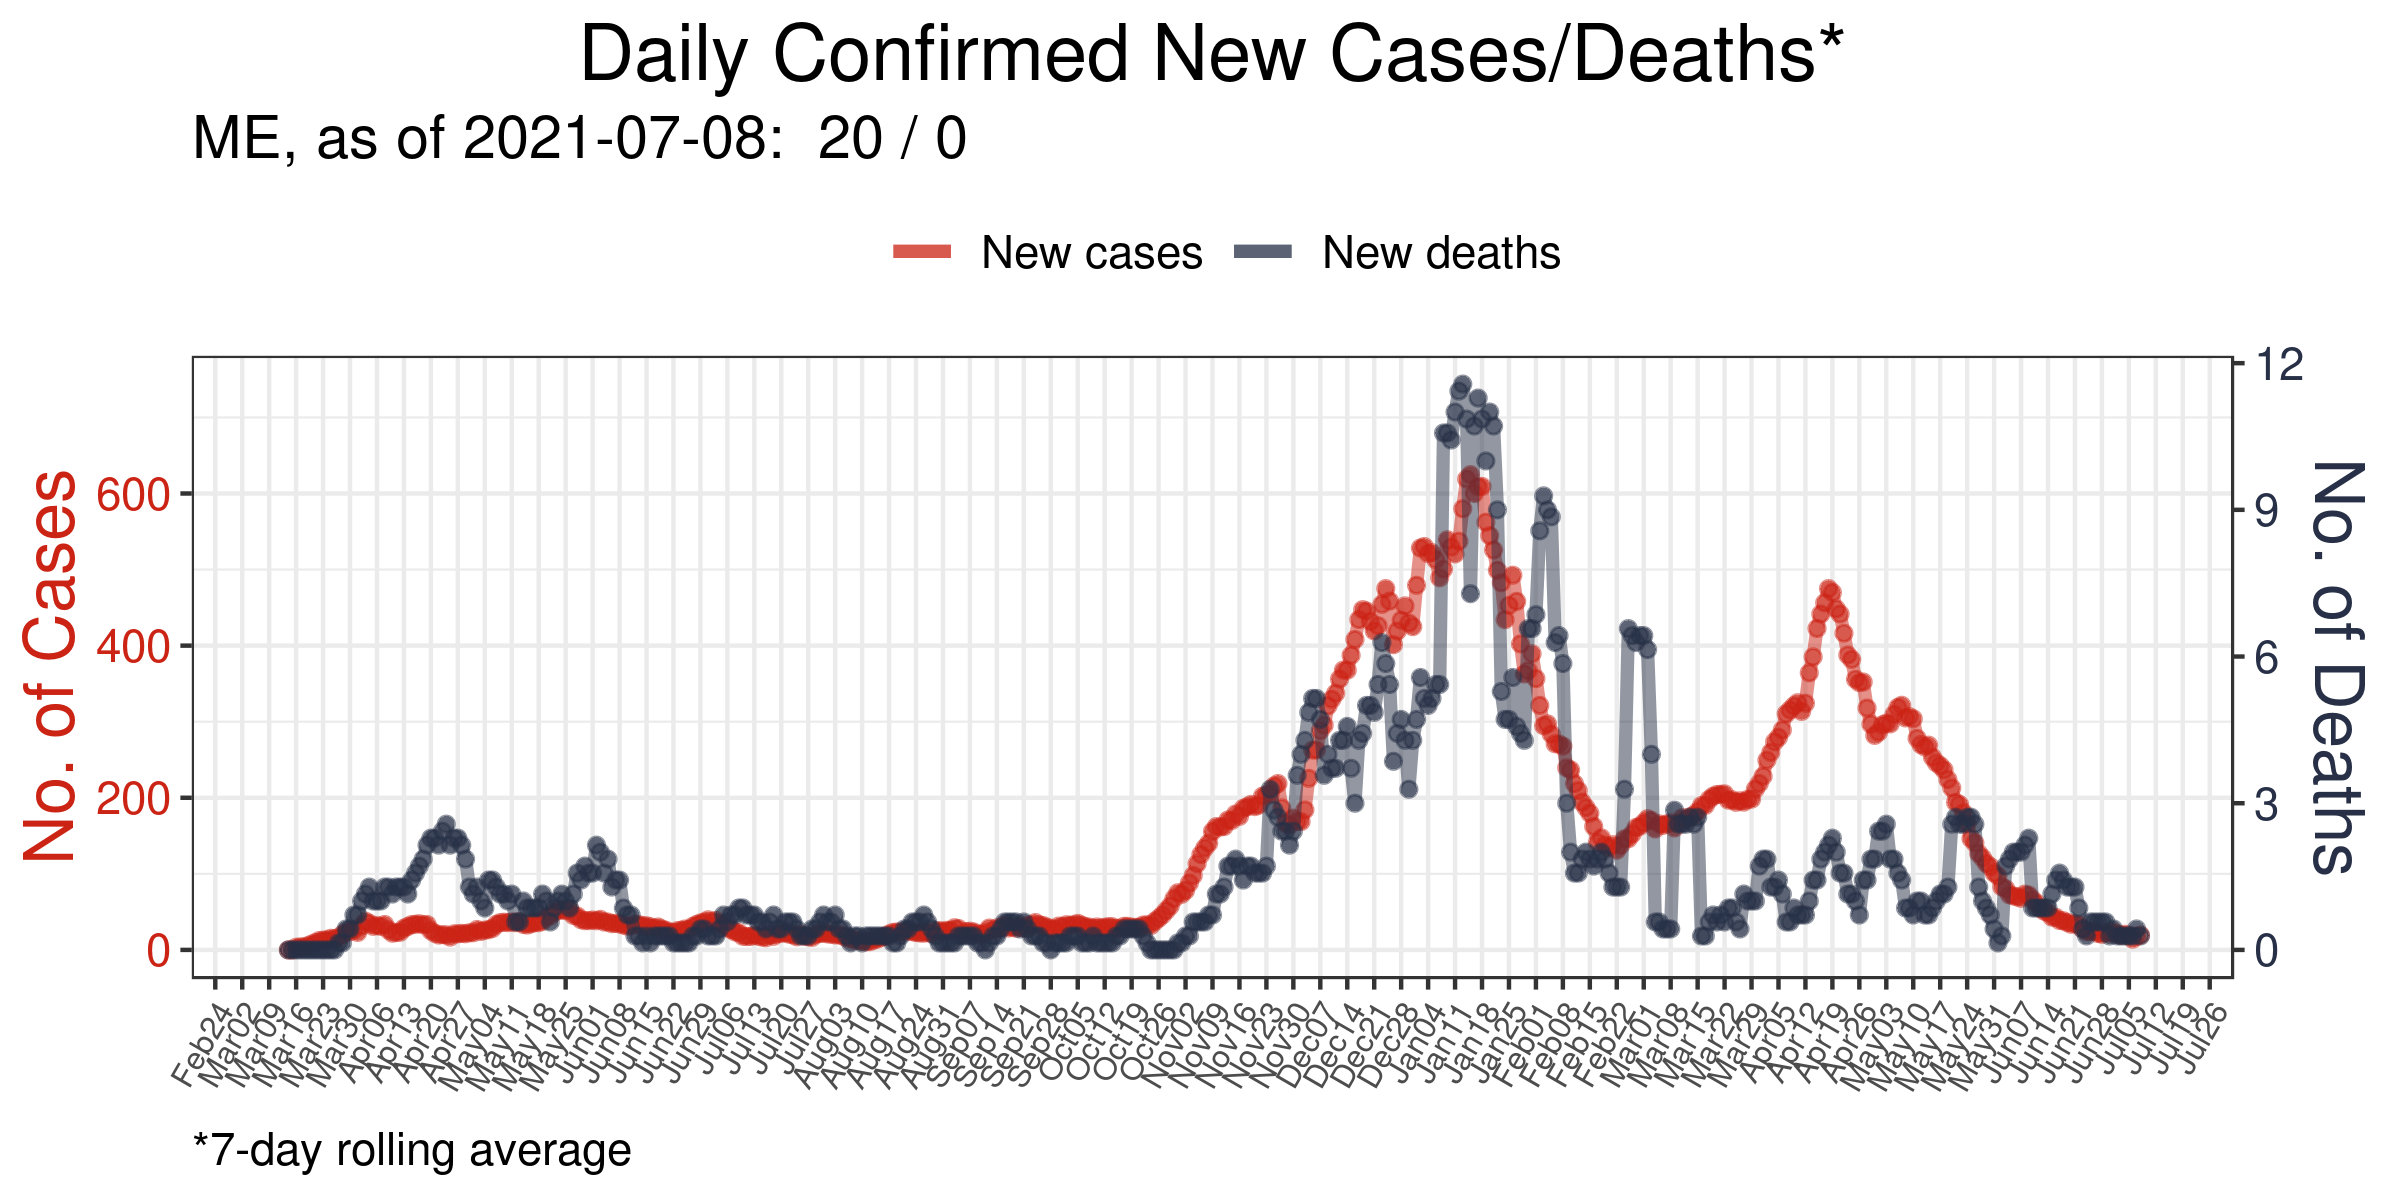 Daily Confirmed New Cases/Deaths*
ME, as of 2021-07-08: 20 / 0
New cases New deaths
No. of Cases
600
400
200
0
12
9
6
3
0
No. of Deaths
Feb24 Mar02 Mar09 Mar16 Mar23 Mar30 Apr06 Apr13 Apr20 Apr27 May04 May11 May18 May25 Jun01 Jun08 Jun15 Jun22 Jun29 Jul06 Jul13 Jul20 Jul27 Aug03 Aug10 Aug17 Aug24 Aug31 Sep07 Sep14 Sep21 Sep28 Oct05 Oct12 Oct19 Oct26 Nov02 Nov09 Nov16 Nov23 Nov30 Dec07 Dec14 Dec21 Dec28 Jan04 Jan11 Jan18 Jan25 Feb01 Feb08 Feb15 Feb22 Mar01 Mar08 Mar15 Mar22 Mar29 Apr05 Apr12 Apr19 Apr26 May03 May10 May17 May24 May31 Jun07 Jun14 Jun21 Jun28 Jul05 Jul12 Jul19 Jul26
*7-day rolling average